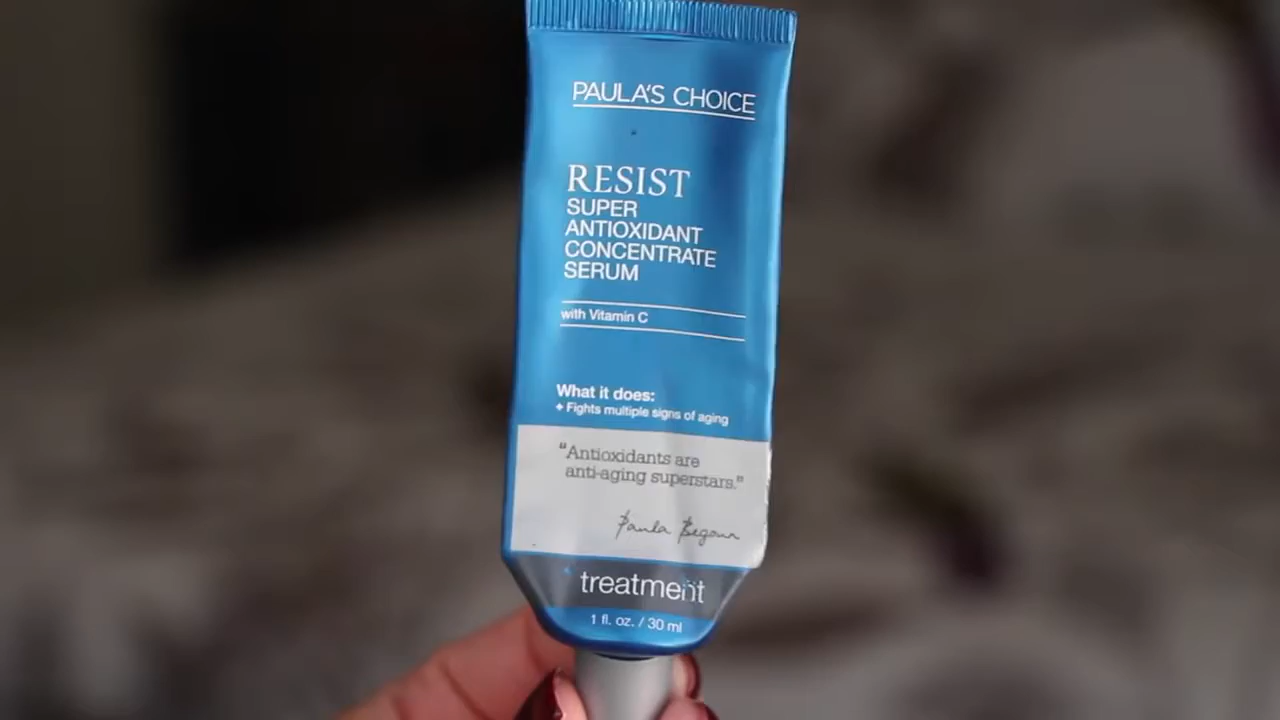 PAULA'S CHOICE
RESIST
SUPER
ANTIOXIDANT
CONCENTRATE
SERUM
with Vitamin C
What it does:
+ Fights multiple signs of aging
"Antioxidants are
anti-aging superstars."
Paula Begoun
treatment
1 fl. oz. / 30 ml